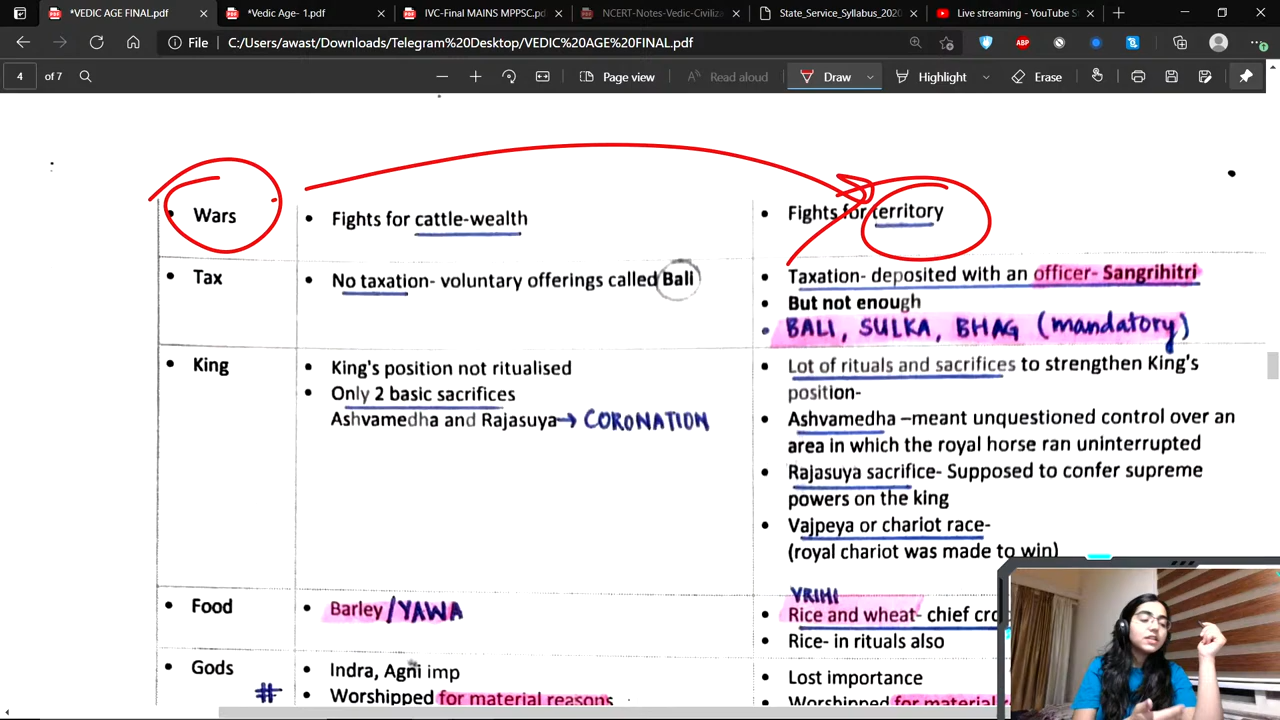 *VEDIC AGE FINAL.pdf
*Vedic Age- 1.pdf
IVC-Final MAINS MPPSC.pd
NCERT-Notes-Vedic-Civiliza
State_Service_Syllabus_2020
Live streaming - YouTube S
File
C:/Users/awast/Downloads/Telegram%20Desktop/VEDIC%20AGE%20FINAL.pdf
4 of 7
Page view
Read aloud
Draw
Highlight
Erase
Wars
Fights for cattle-wealth
Fights for territory
Tax
No taxation- voluntary offerings called Bali
Taxation- deposited with an officer- Sangrihitri
But not enough
BALI, SULKA, BHAG (mandatory)
King
King's position not ritualised
Only 2 basic sacrifices
Ashvamedha and Rajasuya→ CORONATION
Lot of rituals and sacrifices to strengthen King's
position-
Ashvamedha –meant unquestioned control over an
area in which the royal horse ran uninterrupted
Rajasuya sacrifice- Supposed to confer supreme
powers on the king
Vajpeya or chariot race-
(royal chariot was made to win)
Food
Barley/YAWA
VRIHI
Rice and wheat- chief cro
Rice- in rituals also
Gods
#
Indra, Agni imp
Worshipped for material reasons
Lost importance
Worshipped for material r